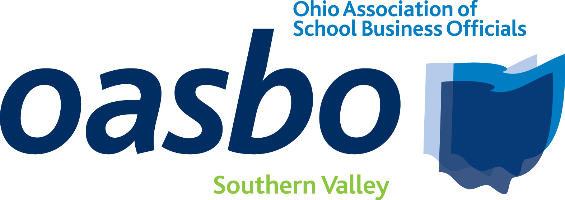 Ohio Association of
School Business Officials
oasbo
Southern Valley